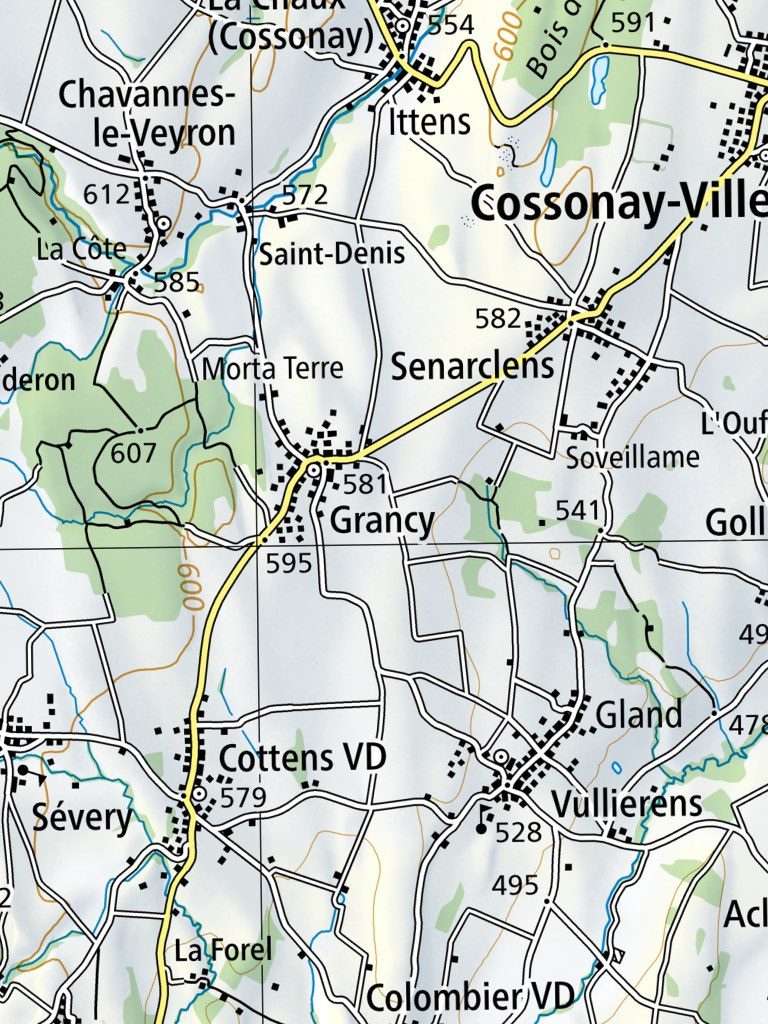 La Chaux
(Cossonay)
554
600
Bois d
591
Chavannes-
le-Veyron
Ittens
612
572
Cossonay-Ville
La Côte
585
Saint-Denis
582
deron
Morta Terre
Senarclens
607
L'Ouf
581
Soveillame
Grancy
541
Goll
595
600
49
Gland
478
Cottens VD
579
Sévery
Vullierens
528
2
495
Acl
La Forel
Colombier VD